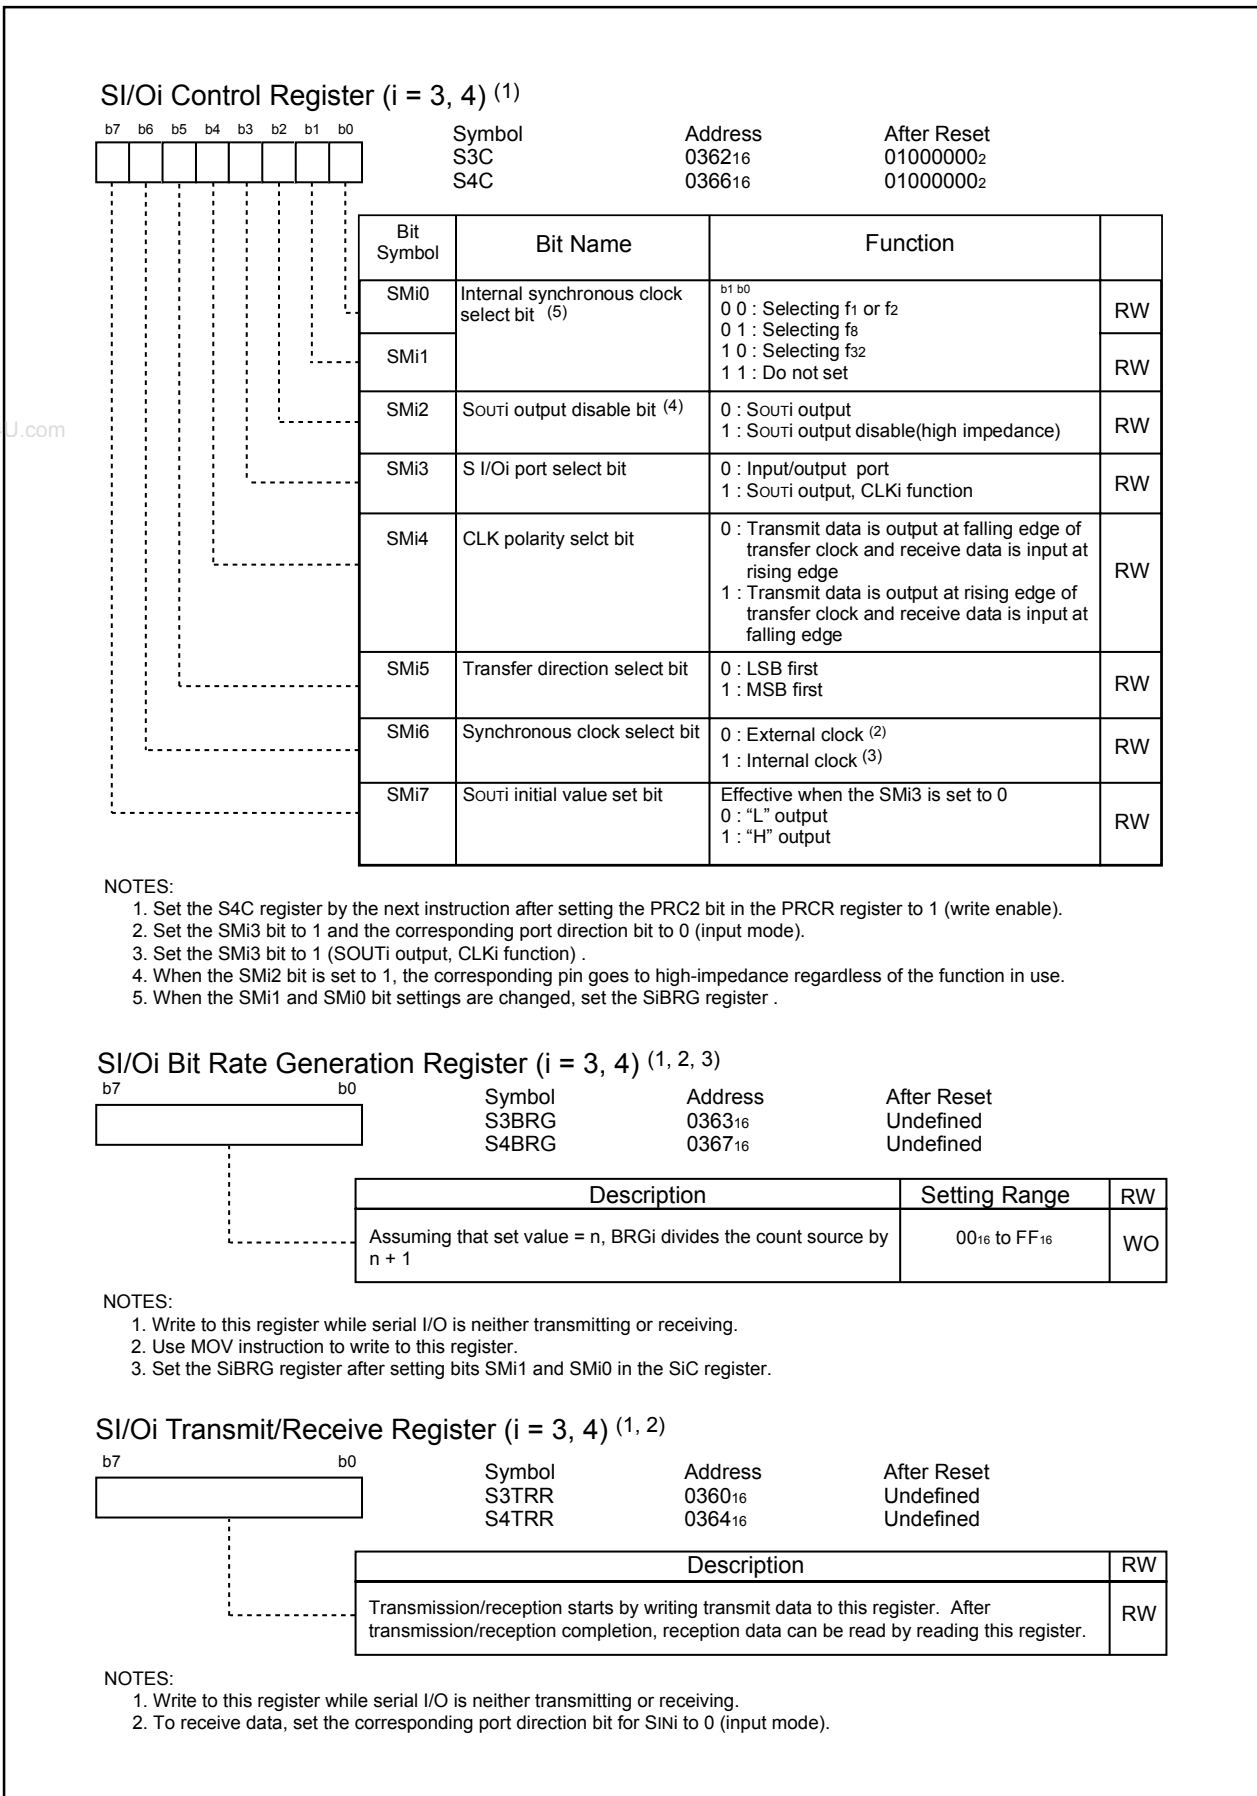 SI/Oi Control Register (i = 3, 4) (1)
b7 b6 b5 b4 b3 b2 b1 b0
Symbol Address After Reset
S3C 036216 010000002
S4C 036616 010000002
Bit Symbol Bit Name Function
SMi0 Internal synchronous clock select bit (5)
b1 b0
0 0 : Selecting f1 or f2
0 1 : Selecting f8
RW
SMi1
1 0 : Selecting f32
1 1 : Do not set
RW
SMi2 SOUTi output disable bit (4)
0 : SOUTi output
1 : SOUTi output disable(high impedance)
RW
SMi3 S I/Oi port select bit
0 : Input/output port
1 : SOUTi output, CLKi function
RW
SMi4 CLK polarity selct bit
0 : Transmit data is output at falling edge of
transfer clock and receive data is input at
rising edge
1 : Transmit data is output at rising edge of
transfer clock and receive data is input at
falling edge
RW
SMi5 Transfer direction select bit
0 : LSB first
1 : MSB first
RW
SMi6 Synchronous clock select bit
0 : External clock (2)
1 : Internal clock (3)
RW
SMi7 SOUTi initial value set bit
Effective when the SMi3 is set to 0
0 : “L” output
1 : “H” output
RW
U.com
NOTES:
1. Set the S4C register by the next instruction after setting the PRC2 bit in the PRCR register to 1 (write enable).
2. Set the SMi3 bit to 1 and the corresponding port direction bit to 0 (input mode).
3. Set the SMi3 bit to 1 (SOUTi output, CLKi function) .
4. When the SMi2 bit is set to 1, the corresponding pin goes to high-impedance regardless of the function in use.
5. When the SMi1 and SMi0 bit settings are changed, set the SiBRG register .
SI/Oi Bit Rate Generation Register (i = 3, 4) (1, 2, 3)
b7 b0
Symbol Address After Reset
S3BRG 036316 Undefined
S4BRG 036716 Undefined
Description Setting Range RW
Assuming that set value = n, BRGi divides the count source by
n + 1
0016 to FF16 WO
NOTES:
1. Write to this register while serial I/O is neither transmitting or receiving.
2. Use MOV instruction to write to this register.
3. Set the SiBRG register after setting bits SMi1 and SMi0 in the SiC register.
SI/Oi Transmit/Receive Register (i = 3, 4) (1, 2)
b7 b0
Symbol Address After Reset
S3TRR 036016 Undefined
S4TRR 036416 Undefined
Description RW
Transmission/reception starts by writing transmit data to this register. After
transmission/reception completion, reception data can be read by reading this register.
RW
NOTES:
1. Write to this register while serial I/O is neither transmitting or receiving.
2. To receive data, set the corresponding port direction bit for SINi to 0 (input mode).